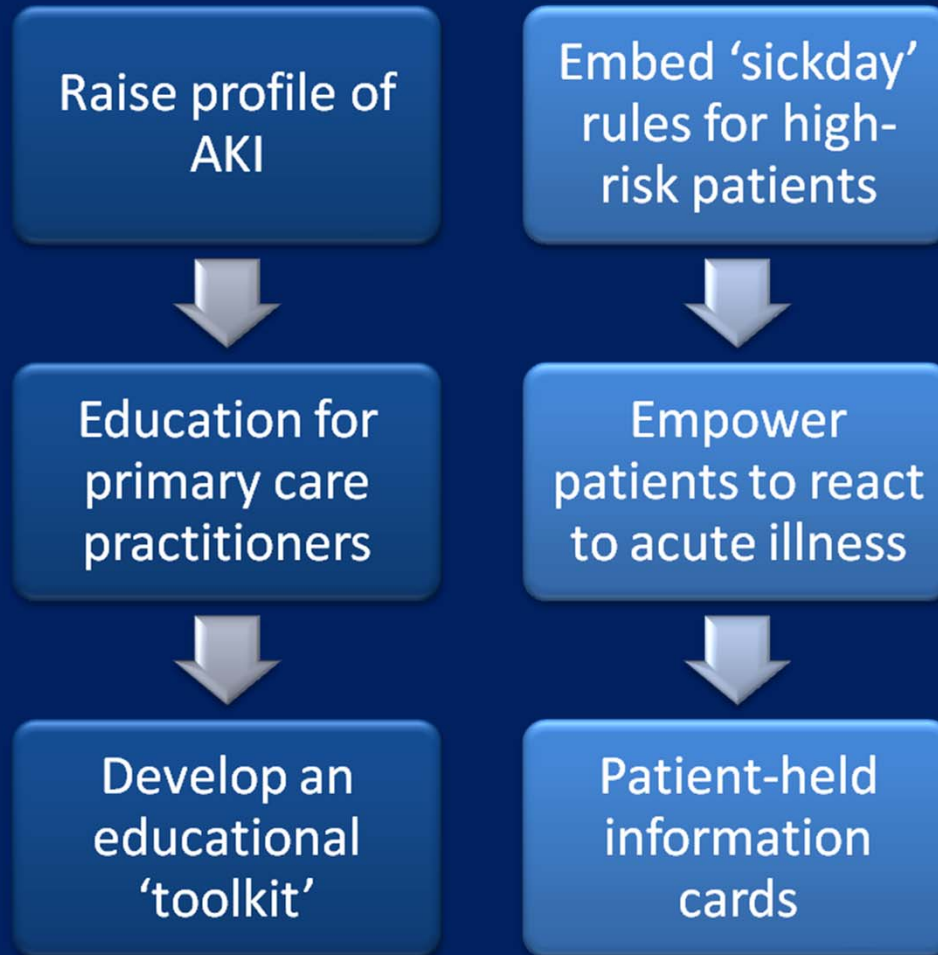 Raise profile of
AKI
Education for
primary care
practitioners
Develop an
educational
‘toolkit’
Embed ‘sickday’
rules for high-
risk patients
Empower
patients to react
to acute illness
Patient-held
information
cards